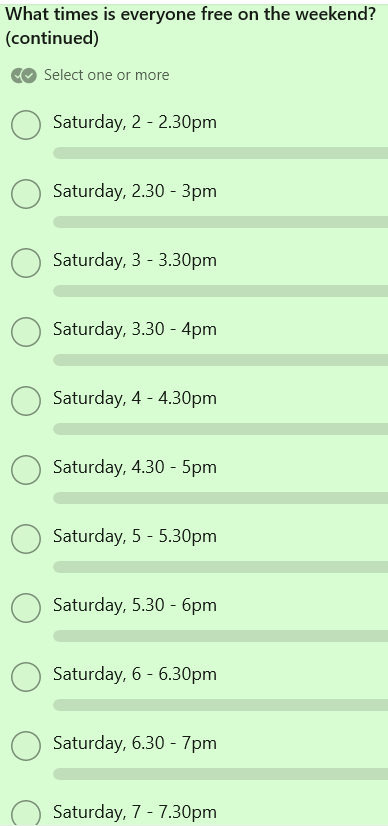 What times is everyone free on the weekend?
(continued)
Select one or more
Saturday, 2 - 2.30pm
Saturday, 2.30 - 3pm
Saturday, 3 - 3.30pm
Saturday, 3.30 - 4pm
Saturday, 4 - 4.30pm
Saturday, 4.30 - 5pm
Saturday, 5 - 5.30pm
Saturday, 5.30 - 6pm
Saturday, 6 - 6.30pm
Saturday, 6.30 - 7pm
Saturday, 7 - 7.30pm